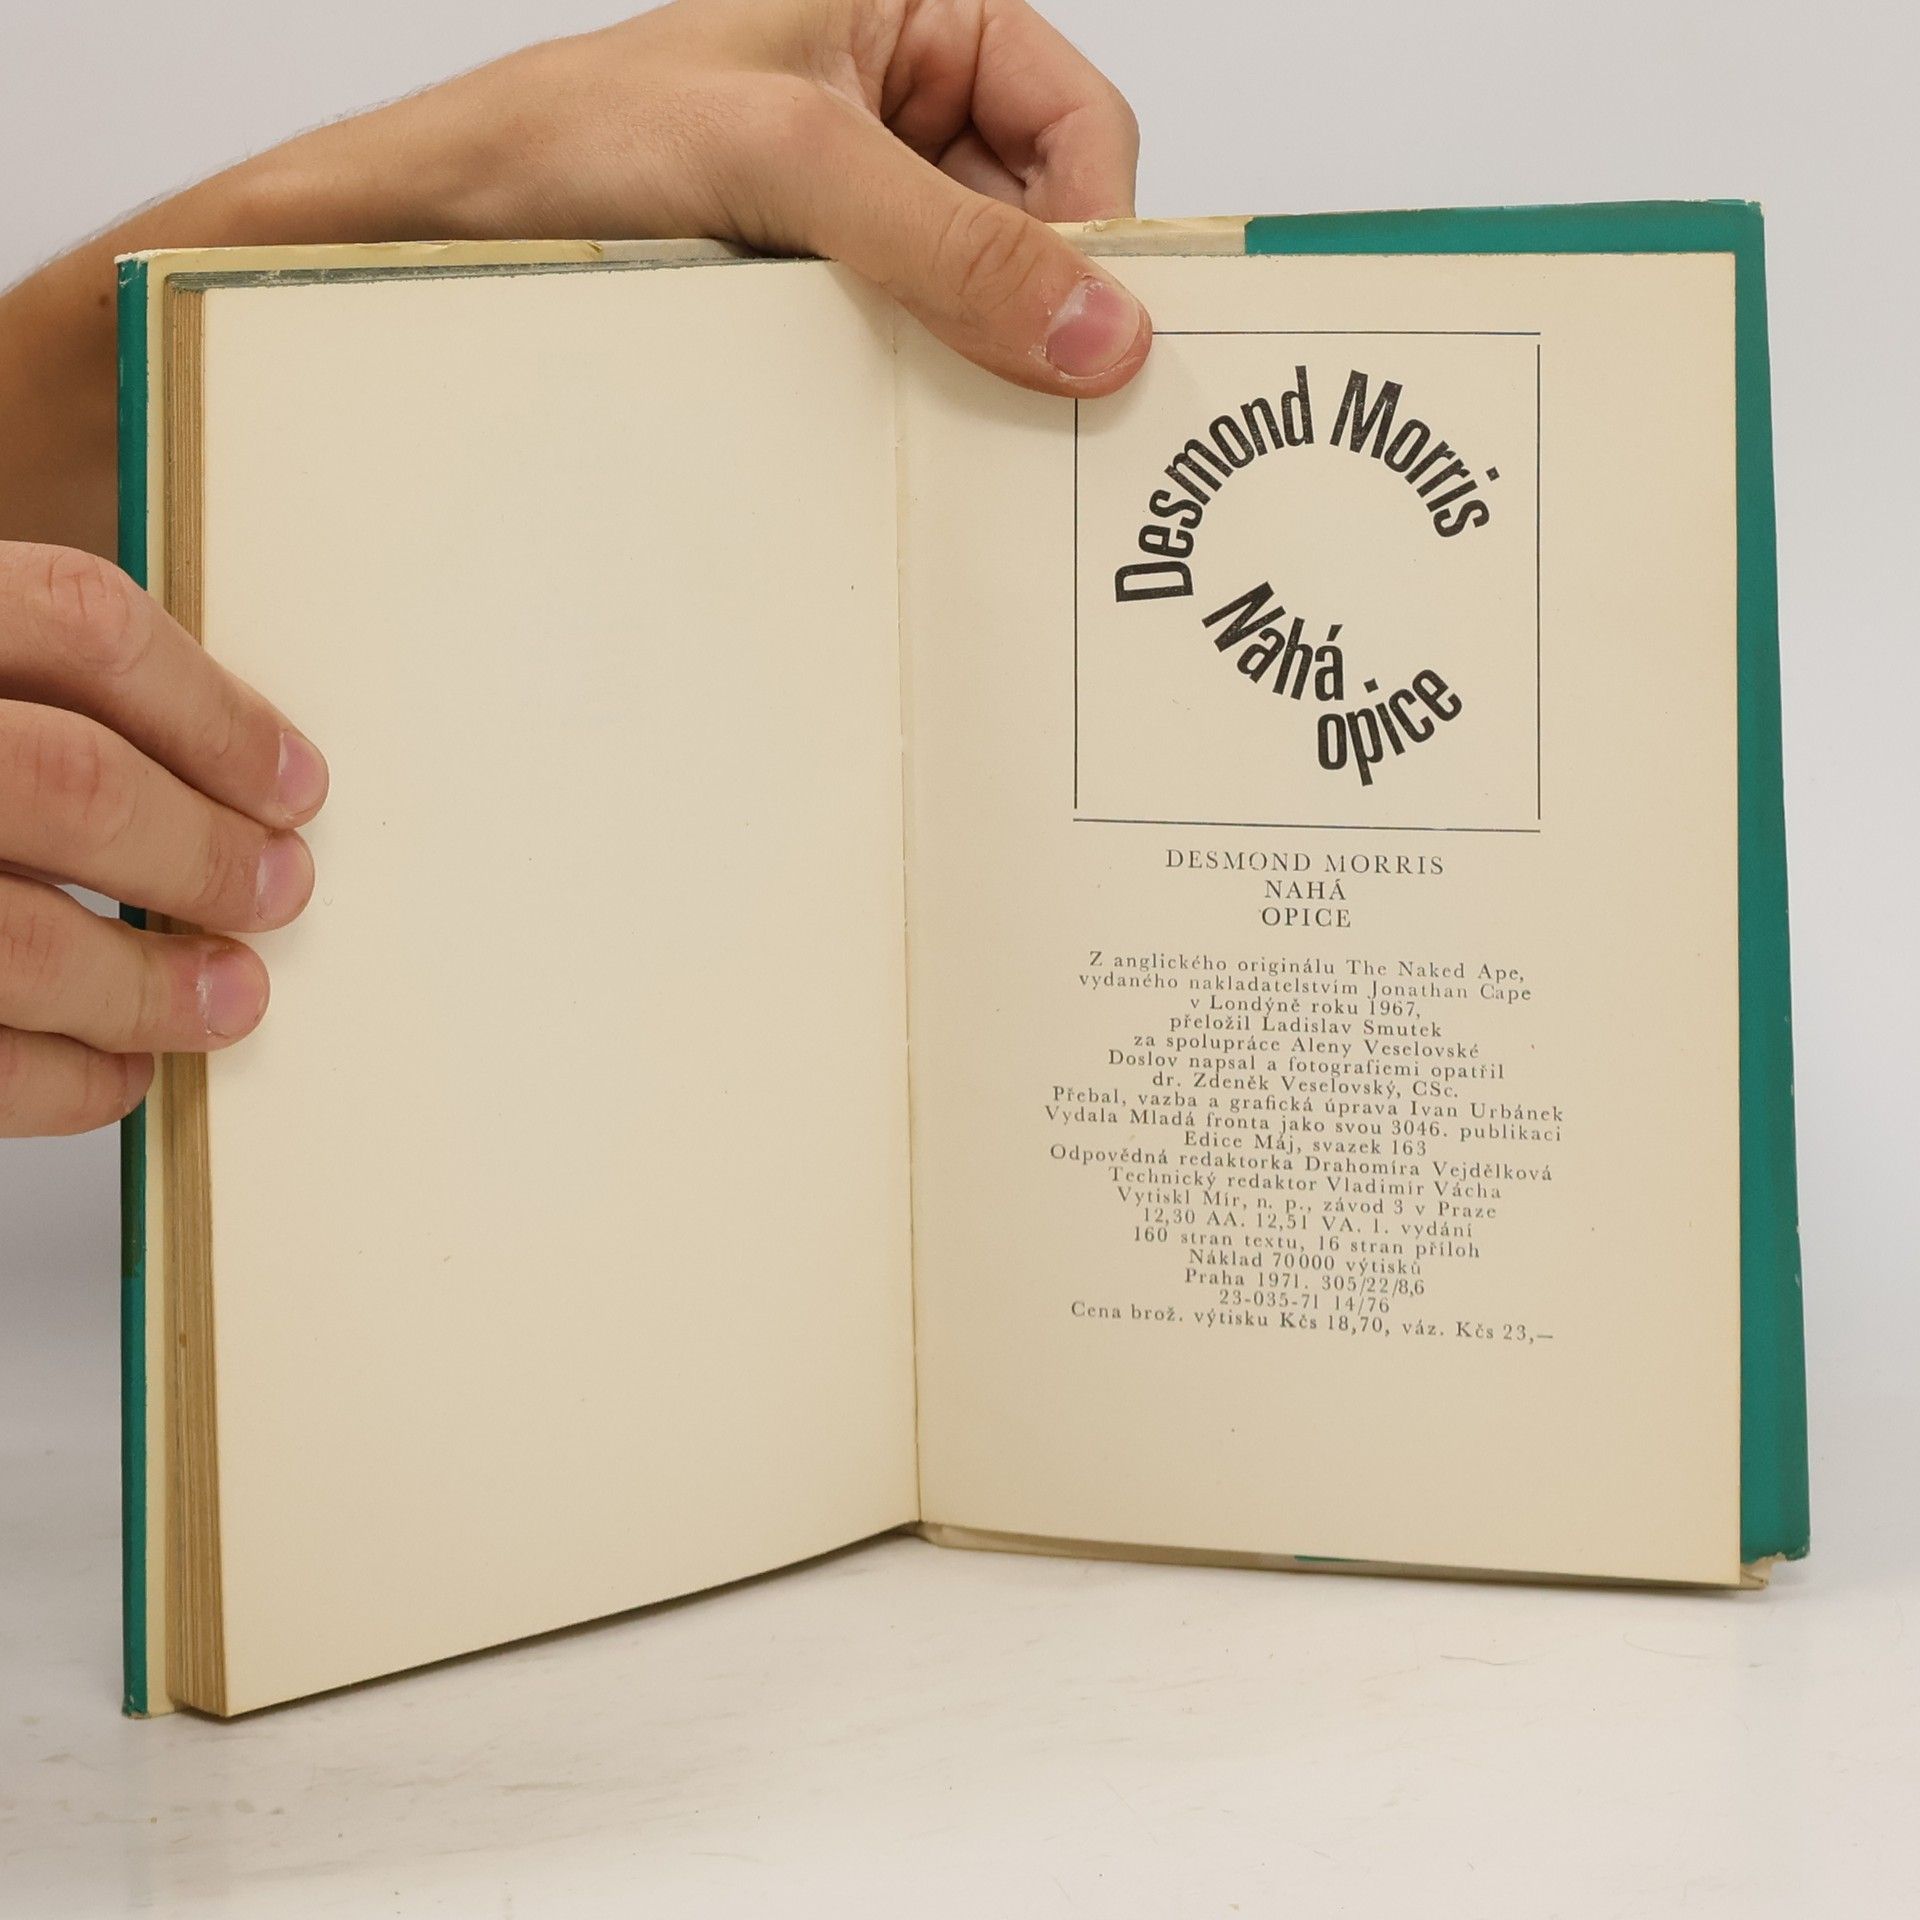 Desmond Morris
Nahá
opice
DESMOND MORRIS
NAHÁ
OPICE
Z anglického originálu The Naked Ape,
vydaného nakladatelstvím Jonathan Cape
v Londýně roku 1967,
přeložil Ladislav Smutek
za spolupráce Aleny Veselovské
Doslov napsal a fotografiemi opatřil
dr. Zdeněk Veselovský, CSc.
Přebal, vazba a grafická úprava Ivan Urbánek
Vydala Mladá fronta jako svou 3046. publikaci
Edice Máj, svazek 163
Odpovědná redaktorka Drahomíra Vejdělková
Technický redaktor Vladimír Vácha
Vytiskl Mír, n. p., závod 3 v Praze
12,30 AA. 12,51 VA. 1. vydání
160 stran textu, 16 stran příloh
Náklad 70000 výtisků
Praha 1971. 305/22/8,6
23-035-71 14/76
Cena brož. výtisku Kčs 18,70, váz. Kčs 23,—